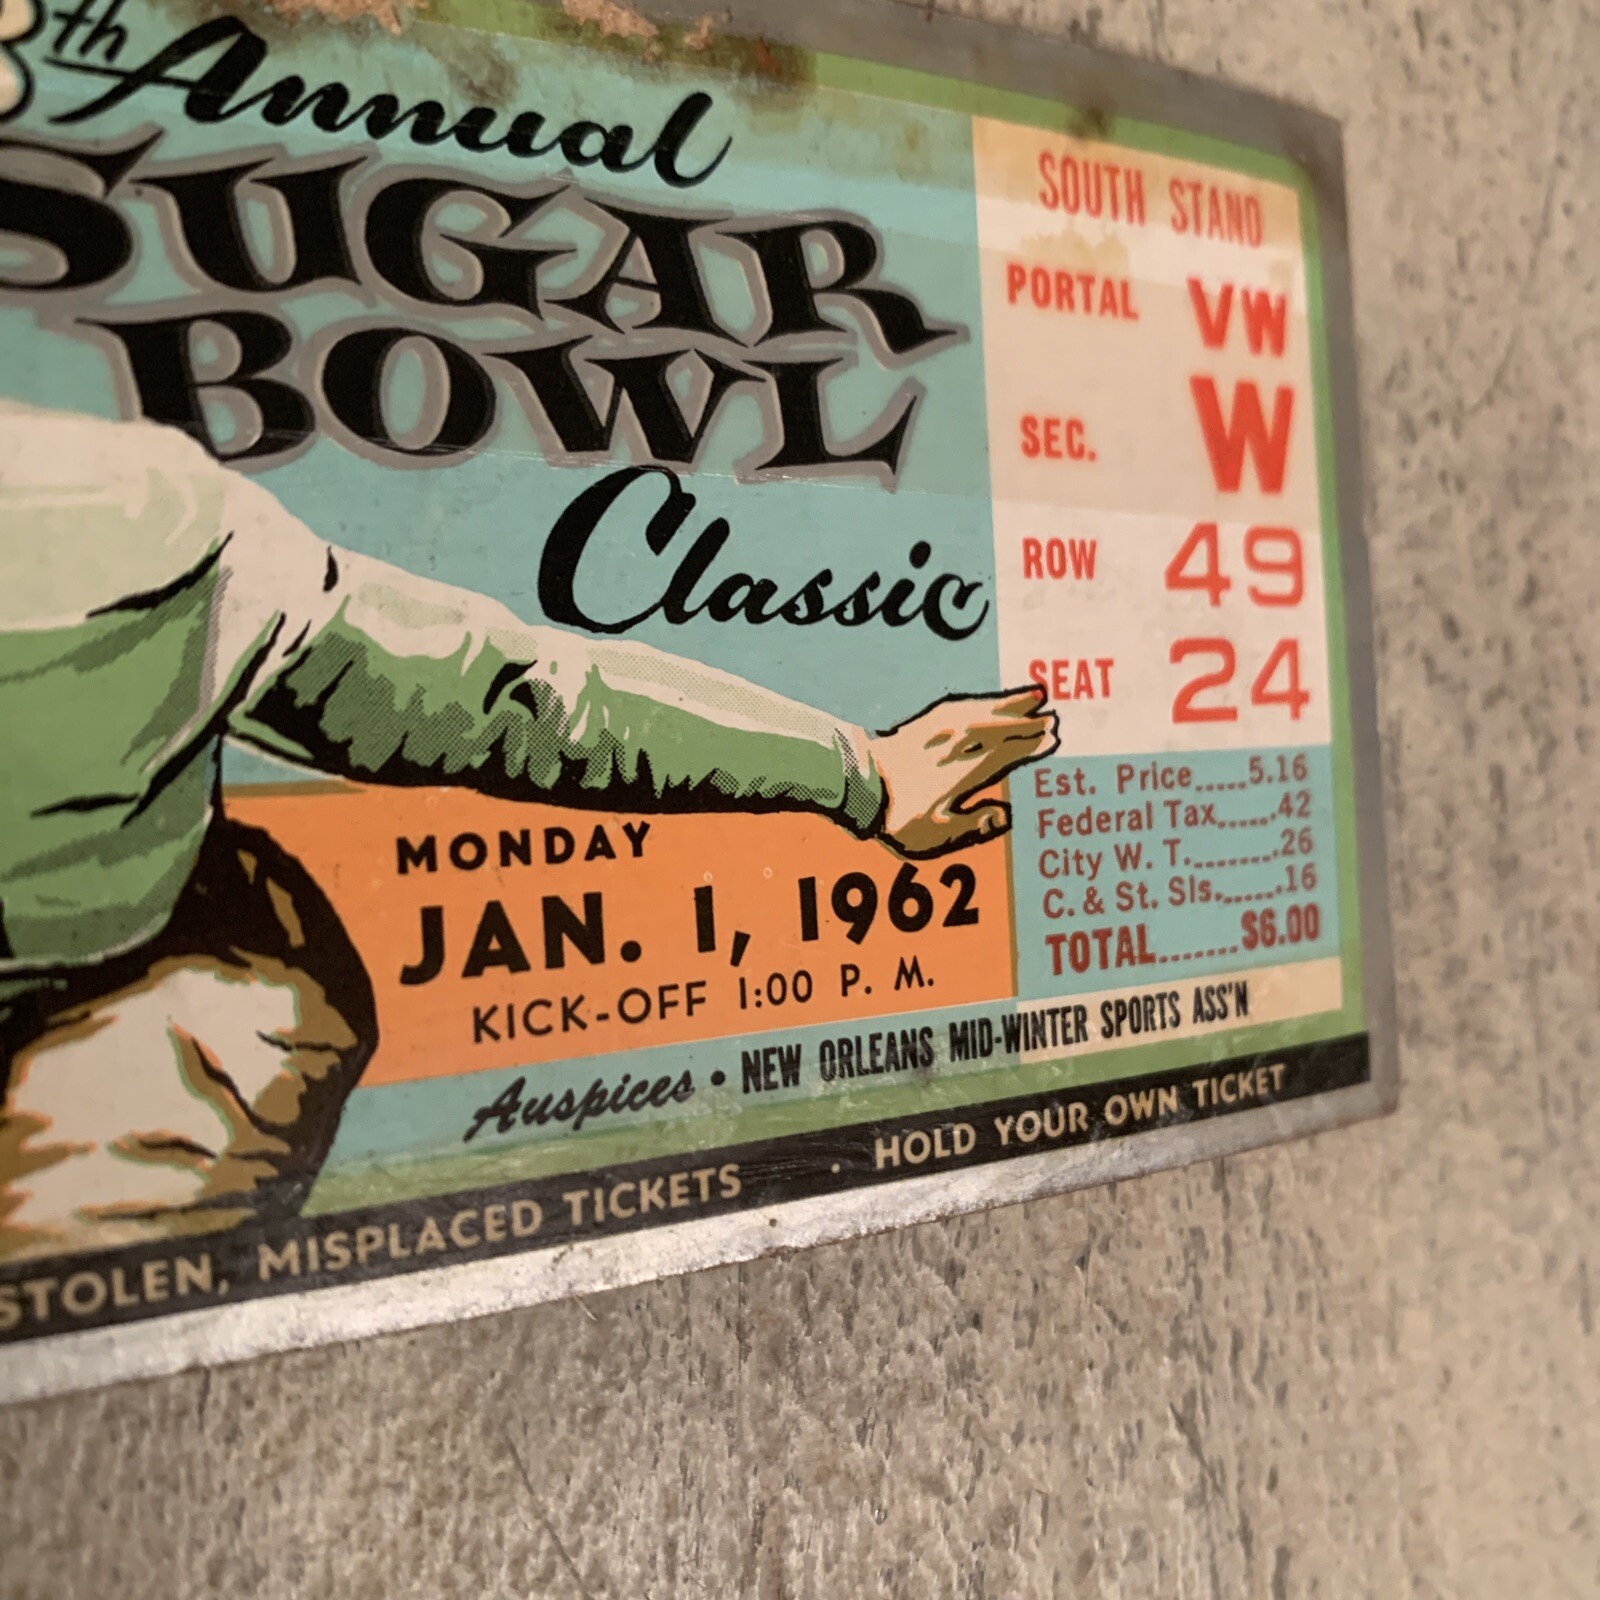 8th Annual
SUGAR
BOWL
Classic
SOUTH STAND
PORTAL VW
SEC. W
ROW 49
SEAT 24
Est. Price.....5.16
Federal Tax.....42
City W. T........26
C. & St. Sls......16
TOTAL.......$6.00
MONDAY
JAN. 1, 1962
KICK-OFF 1:00 P. M.
Auspices • NEW ORLEANS MID-WINTER SPORTS ASS'N
STOLEN, MISPLACED TICKETS • HOLD YOUR OWN TICKET